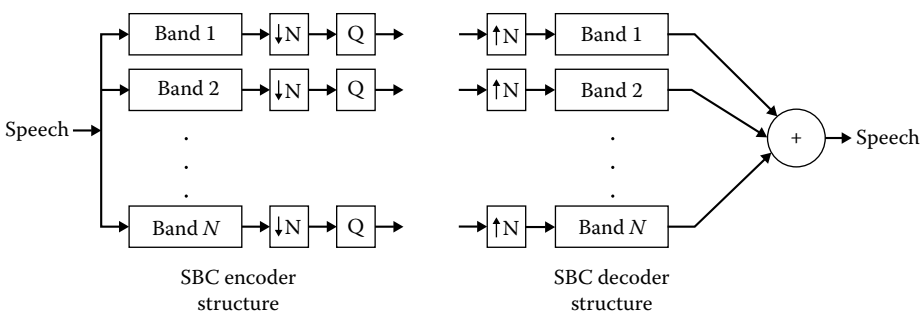 Band 1 ↓N Q ↑N Band 1
Band 2 ↓N Q ↑N Band 2
Speech + Speech
Band N ↓N Q ↑N Band N
SBC encoder
structure
SBC decoder
structure